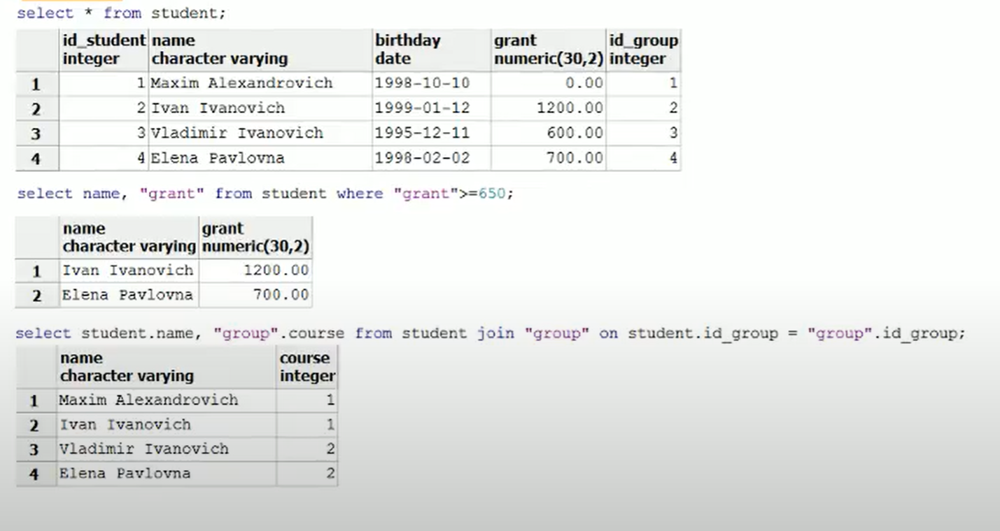 select * from student;
id_student name birthday grant id_group
integer character varying date numeric(30,2) integer
1 1 Maxim Alexandrovich 1998-10-10 0.00 1
2 2 Ivan Ivanovich 1999-01-12 1200.00 2
3 3 Vladimir Ivanovich 1995-12-11 600.00 3
4 4 Elena Pavlovna 1998-02-02 700.00 4
select name, "grant" from student where "grant">=650;
name grant
character varying numeric(30,2)
1 Ivan Ivanovich 1200.00
2 Elena Pavlovna 700.00
select student.name, "group".course from student join "group" on student.id_group = "group".id_group;
name course
character varying integer
1 Maxim Alexandrovich 1
2 Ivan Ivanovich 1
3 Vladimir Ivanovich 2
4 Elena Pavlovna 2